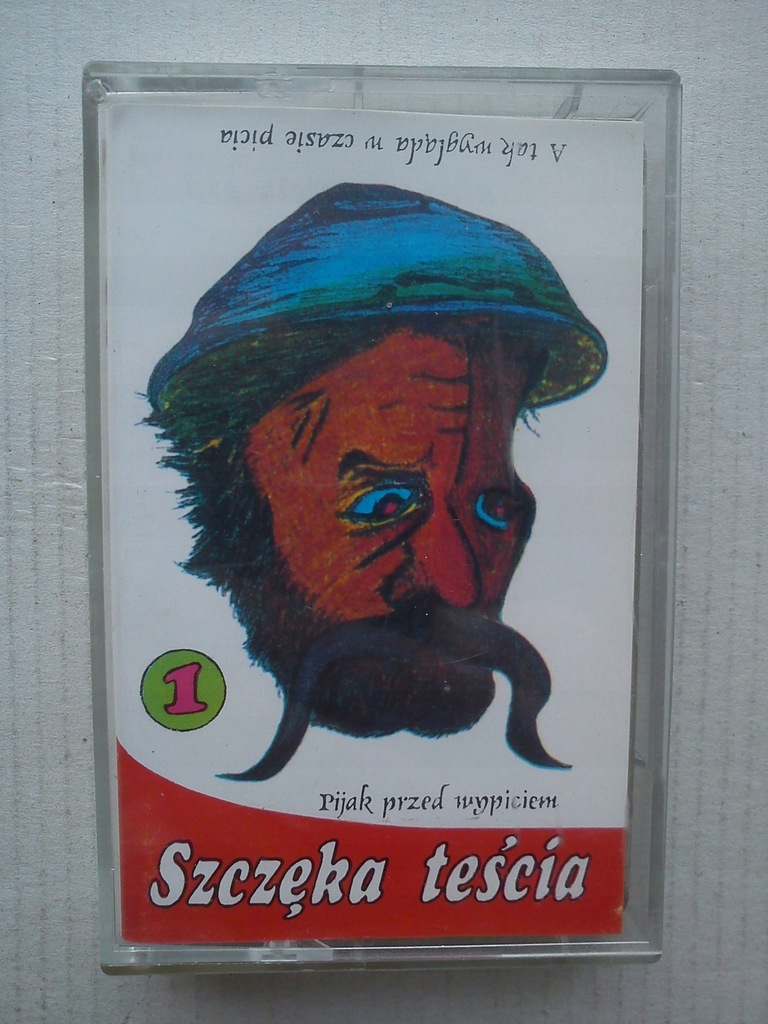 A tak wygląda w czasie picia
1
Pijak przed wypiciem
Szczęka teścia